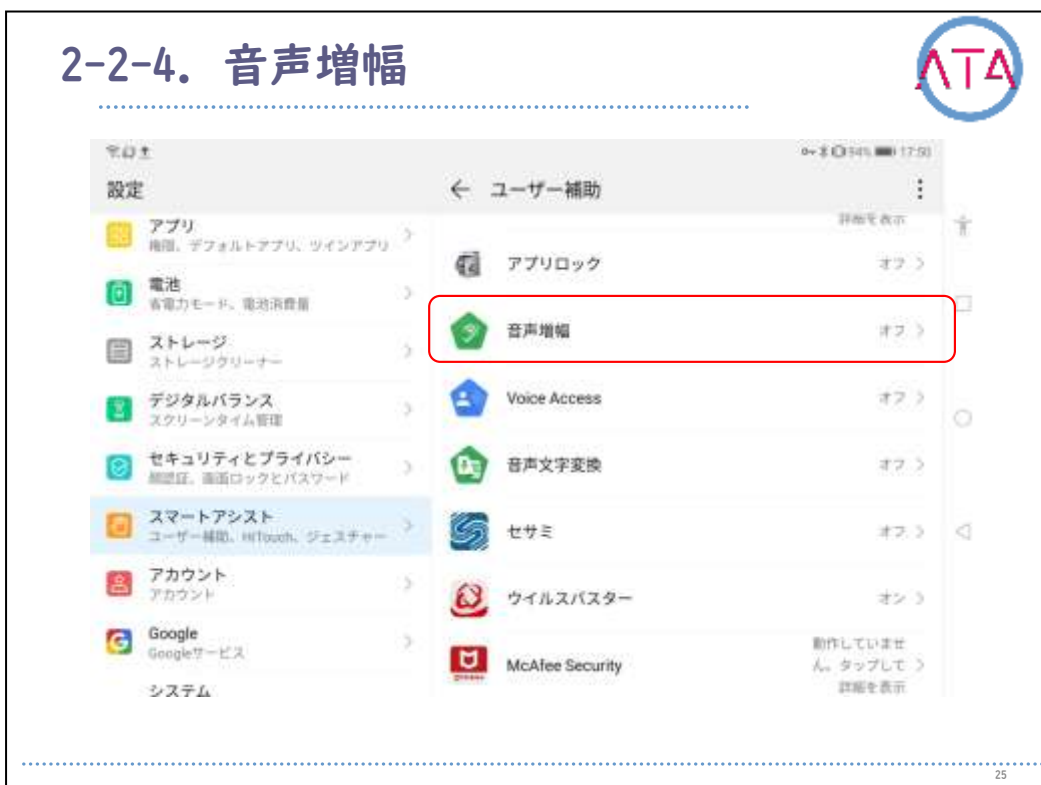 2-2-4. 音声増幅
ATA
94% 17:50
設定
アプリ
権限、デフォルトアプリ、ツインアプリ
電池
省電力モード、電池消費量
ストレージ
ストレージクリーナー
デジタルバランス
スクリーンタイム管理
セキュリティとプライバシー
顔認証、画面ロックとパスワード
スマートアシスト
ユーザー補助、HiTouch、ジェスチャー
アカウント
アカウント
Google
Googleサービス
システム
← ユーザー補助
詳細を表示
アプリロック オフ
音声増幅 オフ
Voice Access オフ
音声文字変換 オフ
セサミ オフ
ウイルスバスター オン
McAfee Security 動作していませ
ん。タップして
詳細を表示
25